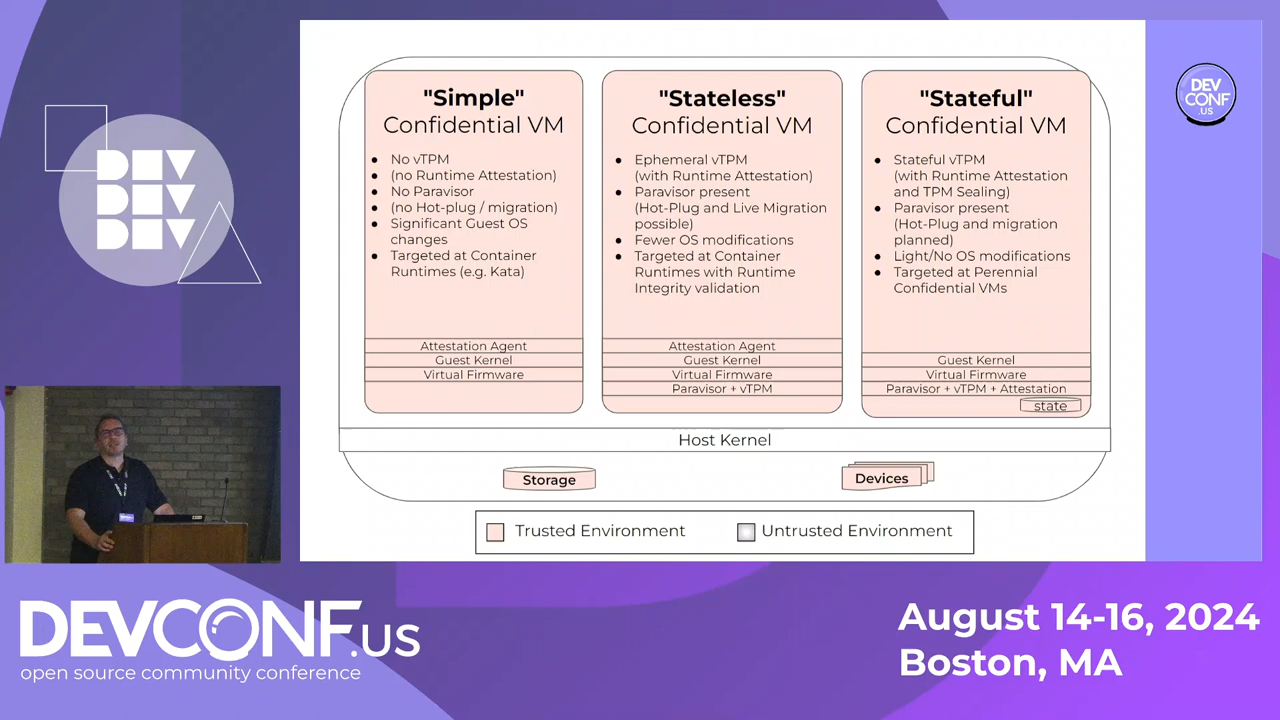 DEV
DEV
DEV
"Simple"
Confidential VM
• No vTPM
• (no Runtime Attestation)
• No Paravisor
• (no Hot-plug / migration)
• Significant Guest OS
changes
• Targeted at Container
Runtimes (e.g. Kata)
Attestation Agent
Guest Kernel
Virtual Firmware
"Stateless"
Confidential VM
• Ephemeral vTPM
(with Runtime Attestation)
• Paravisor present
(Hot-Plug and Live Migration
possible)
• Fewer OS modifications
• Targeted at Container
Runtimes with Runtime
Integrity validation
Attestation Agent
Guest Kernel
Virtual Firmware
Paravisor + vTPM
"Stateful"
Confidential VM
• Stateful vTPM
(with Runtime Attestation
and TPM Sealing)
• Paravisor present
(Hot-Plug and migration
planned)
• Light/No OS modifications
• Targeted at Perennial
Confidential VMs
Guest Kernel
Virtual Firmware
Paravisor + vTPM + Attestation
state
Host Kernel
Storage
Devices
Trusted Environment
Untrusted Environment
DEV
CONF
.US
DEVCONF.US
open source community conference
August 14-16, 2024
Boston, MA